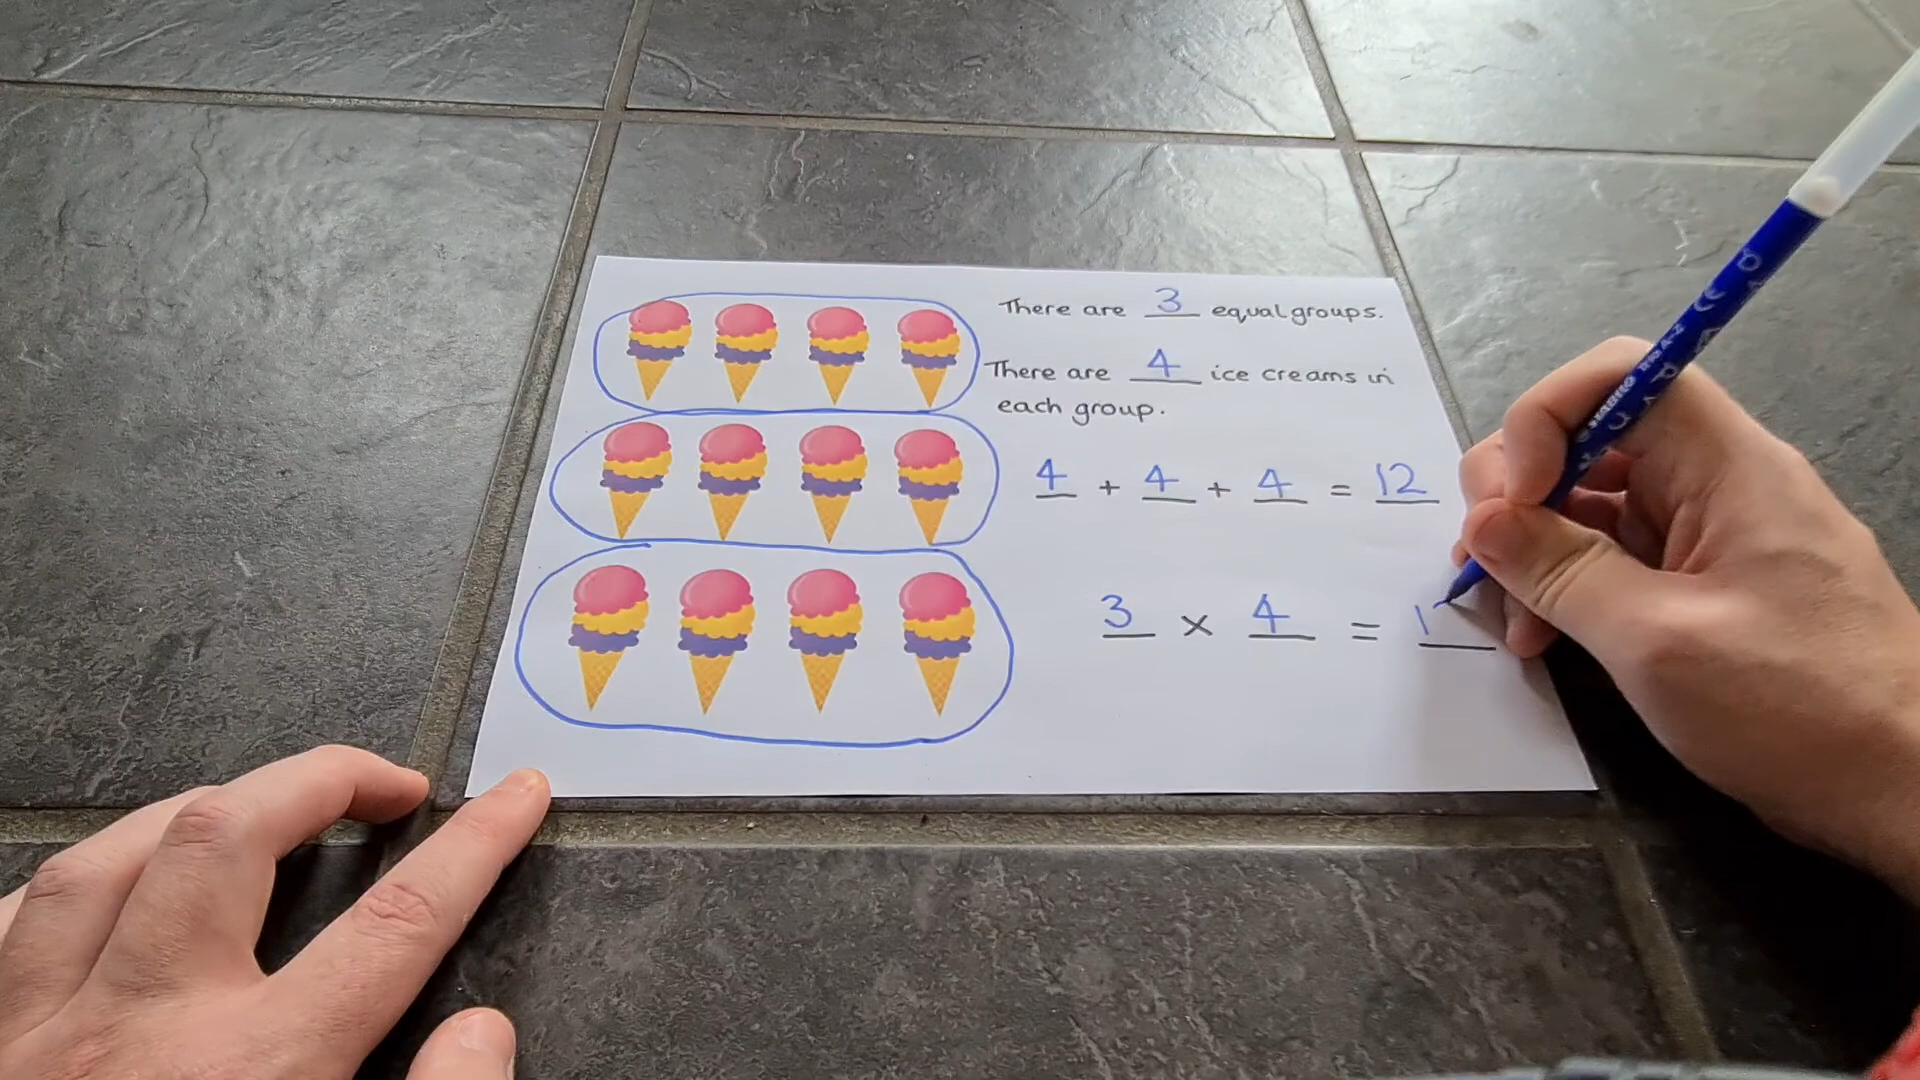 There are 3 equal groups.
There are 4 ice creams in
each group.
4 + 4 + 4 = 12
3 × 4 = 1
STABILO